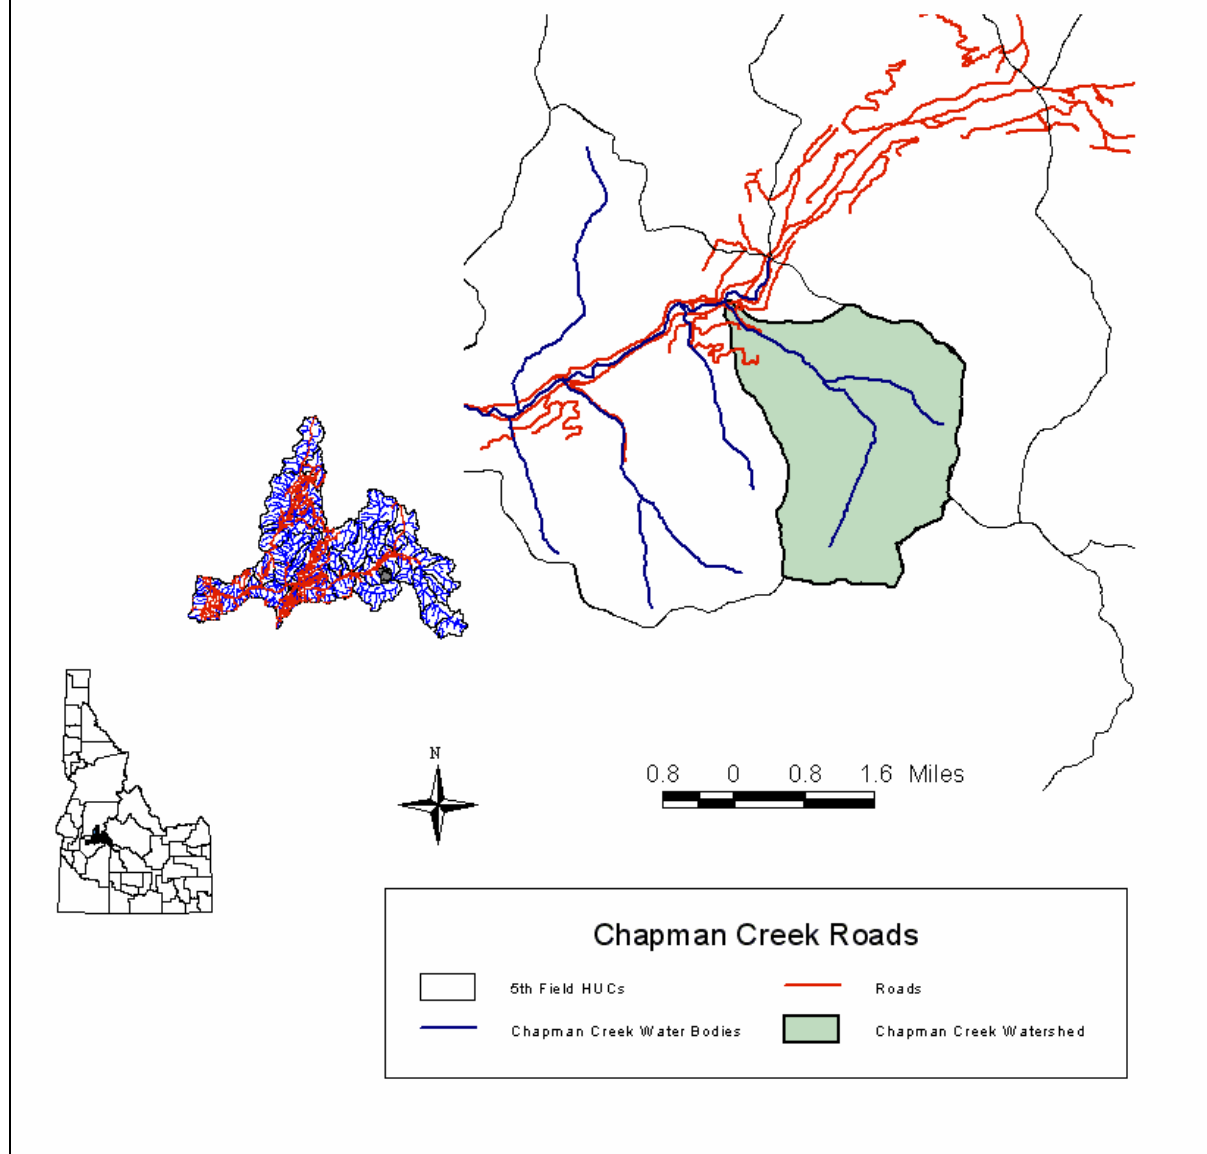 N
0.8 0 0.8 1.6 Miles
Chapman Creek Roads
5th Field HUCs
Roads
Chapman Creek Water Bodies
Chapman Creek Watershed